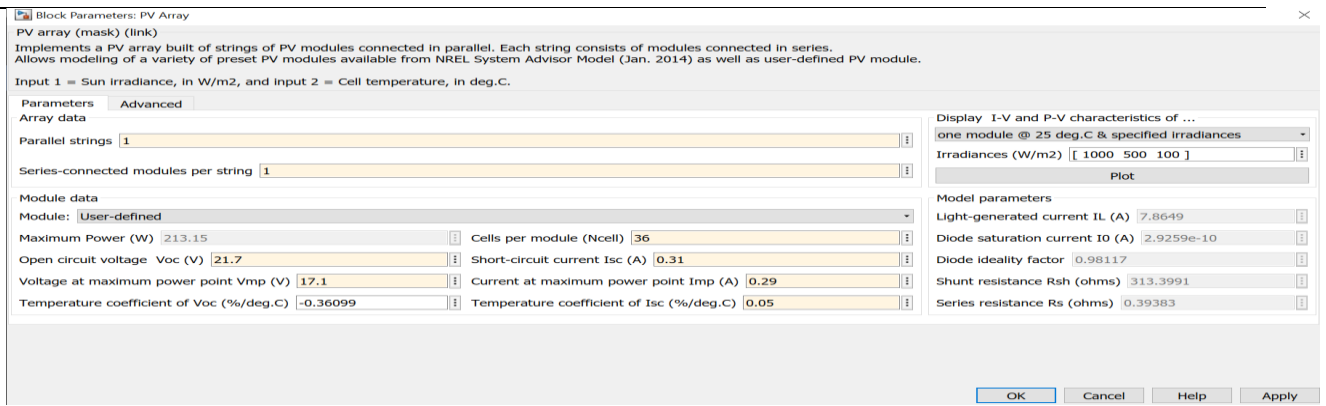 Block Parameters: PV Array
PV array (mask) (link)
Implements a PV array built of strings of PV modules connected in parallel. Each string consists of modules connected in series.
Allows modeling of a variety of preset PV modules available from NREL System Advisor Model (Jan. 2014) as well as user-defined PV module.
Input 1 = Sun irradiance, in W/m2, and input 2 = Cell temperature, in deg.C.
Parameters Advanced
Array data
Parallel strings 1
Series-connected modules per string 1
Display I-V and P-V characteristics of ...
one module @ 25 deg.C & specified irradiances
Irradiances (W/m2) [ 1000 500 100 ]
Plot
Module data
Module: User-defined
Maximum Power (W) 213.15
Cells per module (Ncell) 36
Open circuit voltage Voc (V) 21.7
Short-circuit current Isc (A) 0.31
Voltage at maximum power point Vmp (V) 17.1
Current at maximum power point Imp (A) 0.29
Temperature coefficient of Voc (%/deg.C) -0.36099
Temperature coefficient of Isc (%/deg.C) 0.05
Model parameters
Light-generated current IL (A) 7.8649
Diode saturation current I0 (A) 2.9259e-10
Diode ideality factor 0.98117
Shunt resistance Rsh (ohms) 313.3991
Series resistance Rs (ohms) 0.39383
OK Cancel Help Apply